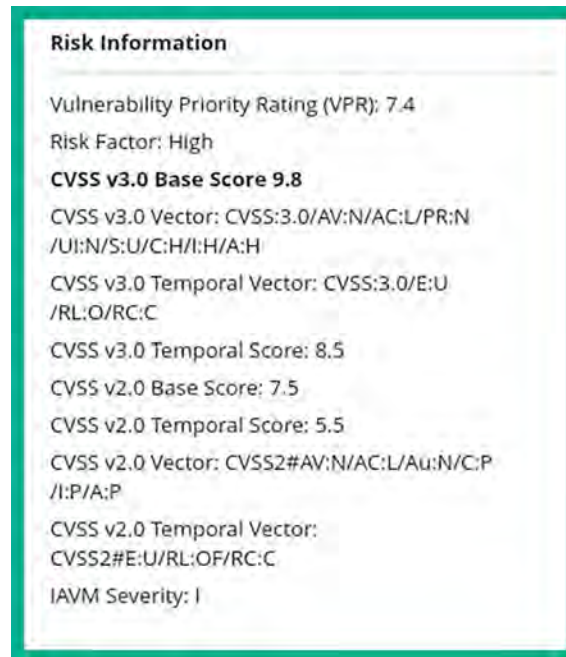 Risk Information
Vulnerability Priority Rating (VPR): 7.4
Risk Factor: High
CVSS v3.0 Base Score 9.8
CVSS v3.0 Vector: CVSS:3.0/AV:N/AC:L/PR:N
/UI:N/S:U/C:H/I:H/A:H
CVSS v3.0 Temporal Vector: CVSS:3.0/E:U
/RL:O/RC:C
CVSS v3.0 Temporal Score: 8.5
CVSS v2.0 Base Score: 7.5
CVSS v2.0 Temporal Score: 5.5
CVSS v2.0 Vector: CVSS2#AV:N/AC:L/Au:N/C:P
/I:P/A:P
CVSS v2.0 Temporal Vector:
CVSS2#E:U/RL:OF/RC:C
IAVM Severity: I